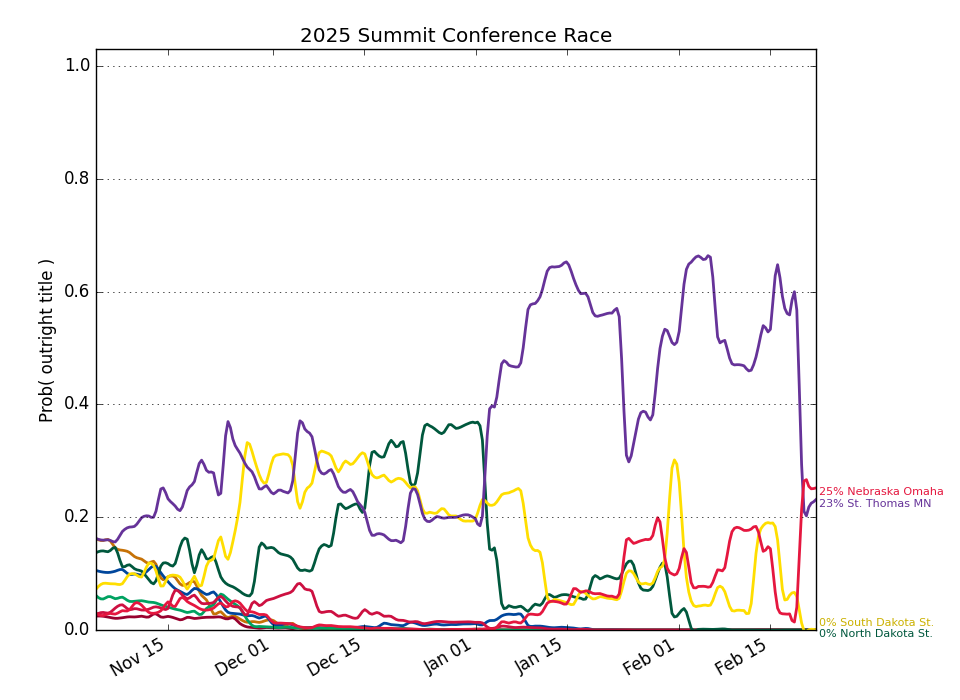 2025 Summit Conference Race
1.0
0.8
0.6
0.4
0.2
0.0
Prob( outright title )
25% Nebraska Omaha
23% St. Thomas MN
0% South Dakota St.
0% North Dakota St.
Nov 15
Dec 01
Dec 15
Jan 01
Jan 15
Feb 01
Feb 15